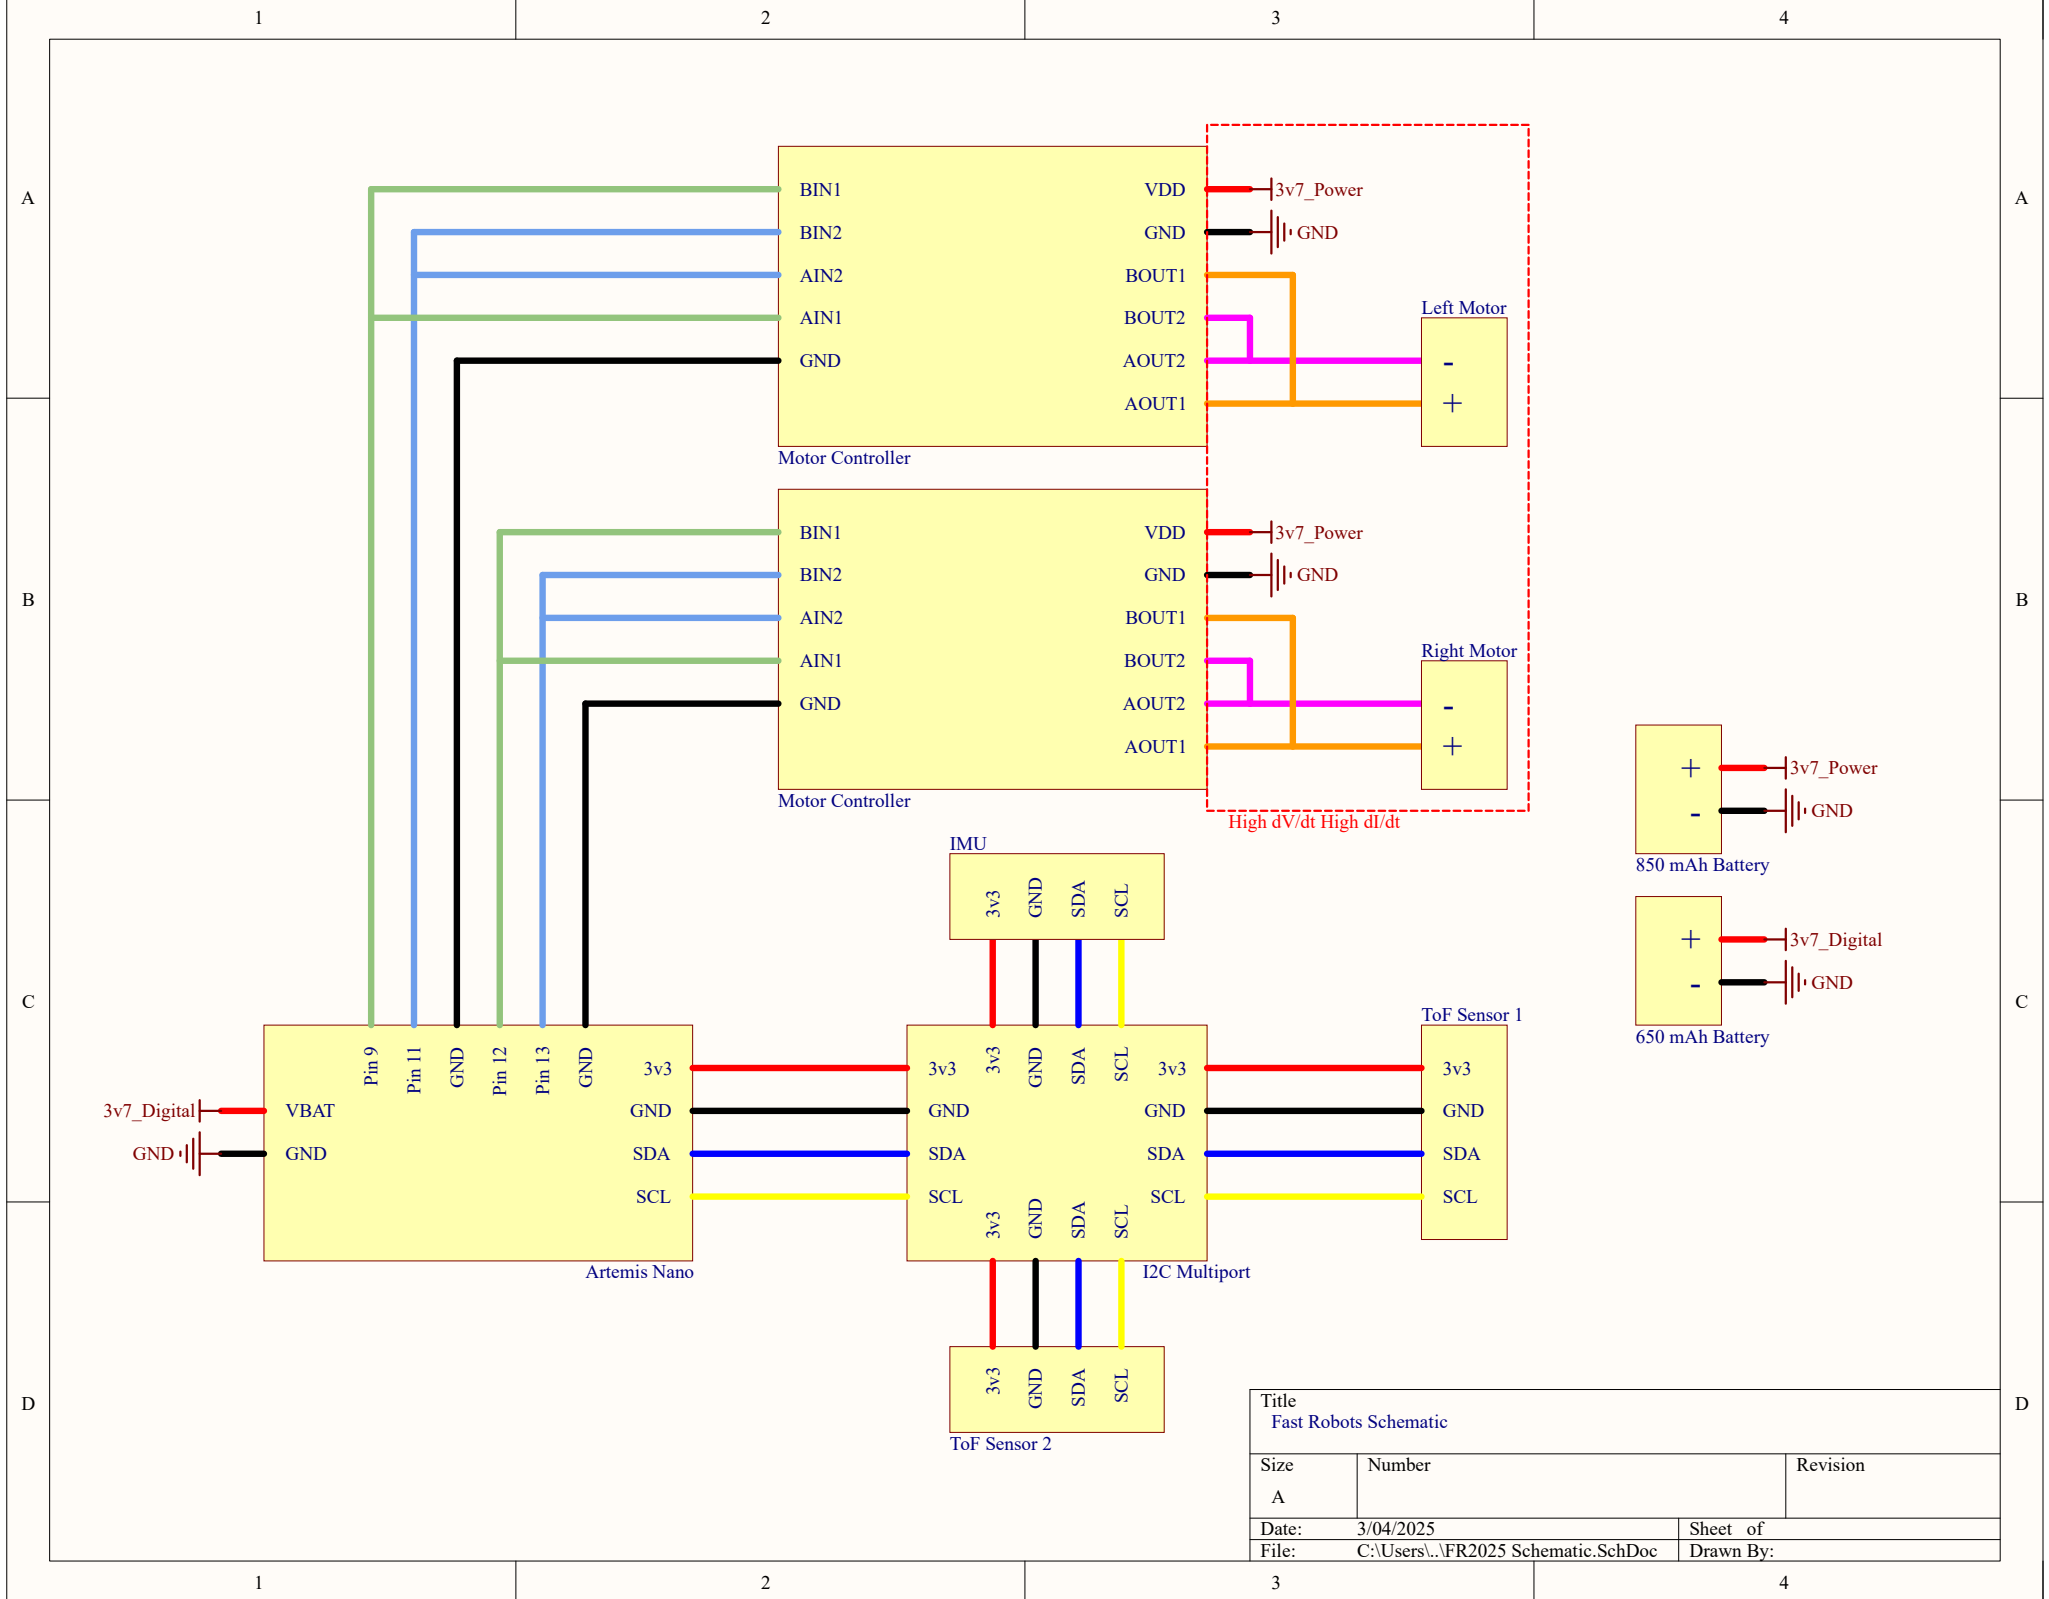 1 2 3 4
A A
B B
C C
D D
BIN1
BIN2
AIN2
AIN1
GND
VDD
GND
BOUT1
BOUT2
AOUT2
AOUT1
Motor Controller
3v7_Power
GND
Left Motor
-
+
BIN1
BIN2
AIN2
AIN1
GND
VDD
GND
BOUT1
BOUT2
AOUT2
AOUT1
Motor Controller
3v7_Power
GND
Right Motor
-
+
High dV/dt High dI/dt
+
-
3v7_Power
GND
850 mAh Battery
+
-
3v7_Digital
GND
650 mAh Battery
IMU
3v3
GND
SDA
SCL
Pin 9
Pin 11
GND
Pin 12
Pin 13
GND
3v7_Digital
GND
VBAT
GND
3v3
GND
SDA
SCL
Artemis Nano
3v3
GND
SDA
SCL
3v3
GND
SDA
SCL
3v3
GND
SDA
SCL
3v3
GND
SDA
SCL
I2C Multiport
ToF Sensor 1
3v3
GND
SDA
SCL
3v3
GND
SDA
SCL
ToF Sensor 2
Title
Fast Robots Schematic
Size
A
Number
Revision
Date: 3/04/2025
Sheet of
File: C:\Users\..\FR2025 Schematic.SchDoc
Drawn By:
1 2 3 4